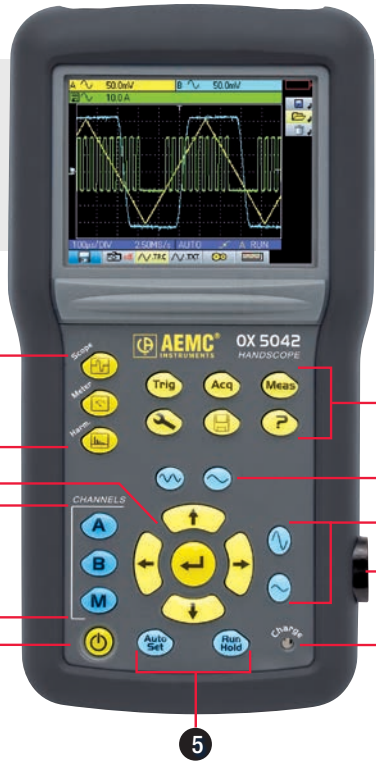 A 50.0mV B 50.0mV
10.0 A
T
100µs/DIV 2.50MS/s AUTO A RUN
.TRC .TXT
AEMC®
INSTRUMENTS
OX 5042
HANDSCOPE
Scope
Meter
Harm.
Trig Acq Meas
?
CHANNELS
A
B
M
Auto
Set
Run
Hold
Charge
5